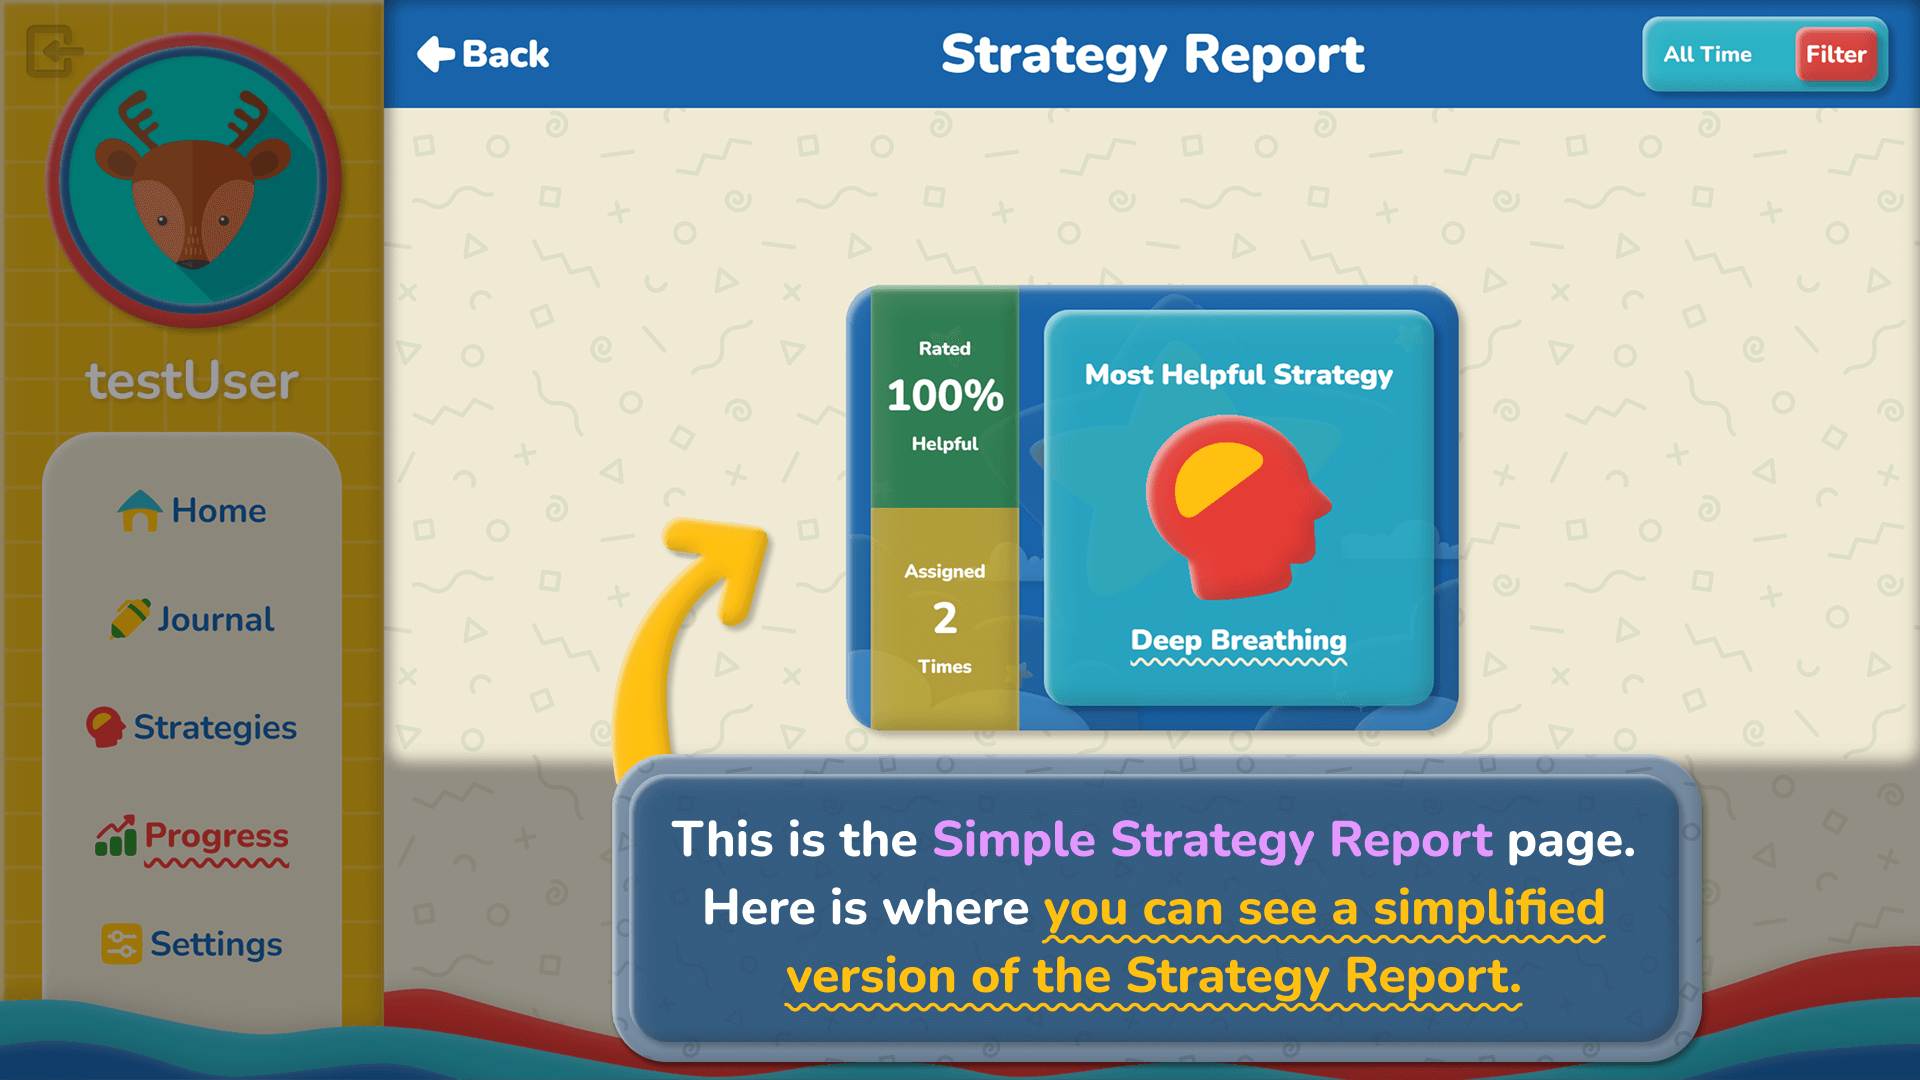 testUser
Home
Journal
Strategies
Progress
Settings
Back
Strategy Report
All Time
Filter
Rated
100%
Helpful
Assigned
2
Times
Most Helpful Strategy
Deep Breathing
This is the Simple Strategy Report page.
Here is where you can see a simplified
version of the Strategy Report.